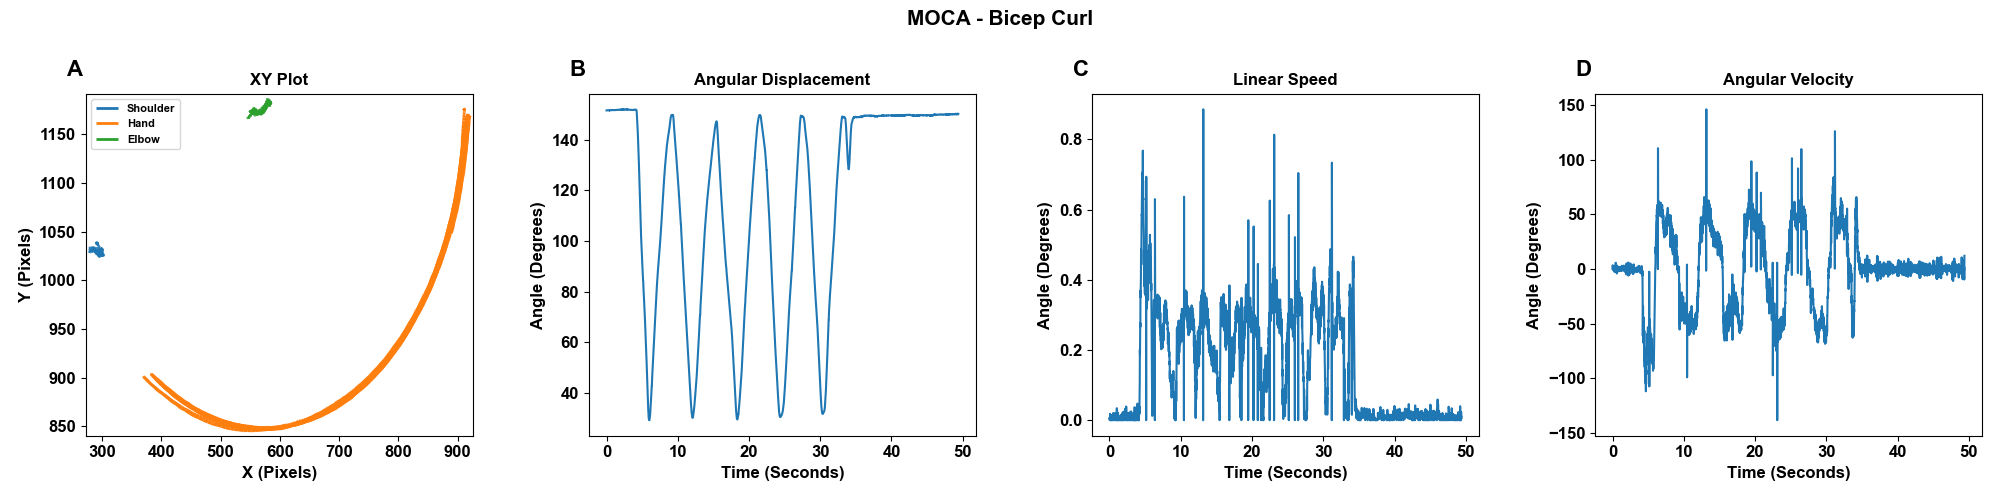 MOCA - Bicep Curl
A
XY Plot
Shoulder
Hand
Elbow
Y (Pixels)
1150
1100
1050
1000
950
900
850
300 400 500 600 700 800 900
X (Pixels)
B
Angular Displacement
Angle (Degrees)
140
120
100
80
60
40
0 10 20 30 40 50
Time (Seconds)
C
Linear Speed
Angle (Degrees)
0.8
0.6
0.4
0.2
0.0
0 10 20 30 40 50
Time (Seconds)
D
Angular Velocity
Angle (Degrees)
150
100
50
0
−50
−100
−150
0 10 20 30 40 50
Time (Seconds)